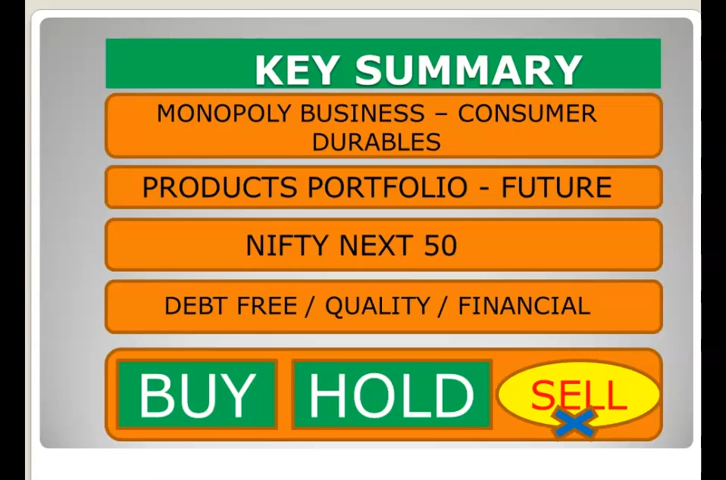 KEY SUMMARY
MONOPOLY BUSINESS – CONSUMER
DURABLES
PRODUCTS PORTFOLIO - FUTURE
NIFTY NEXT 50
DEBT FREE / QUALITY / FINANCIAL
BUY HOLD SELL